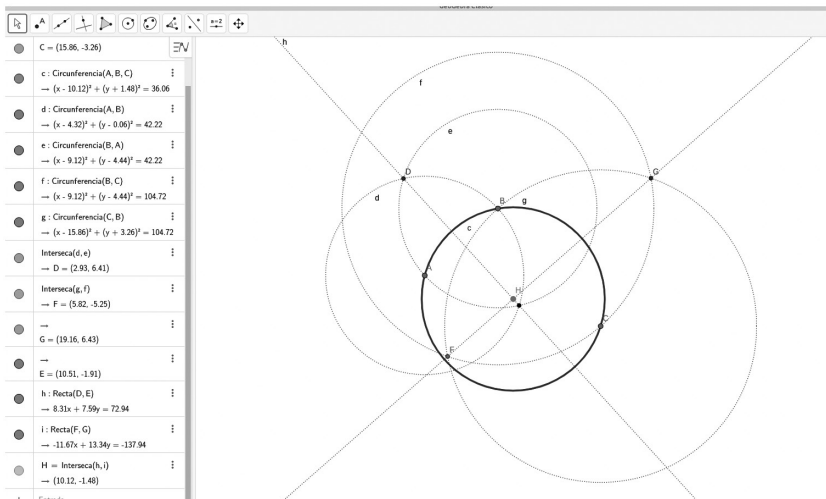 GeoGebra Clásico
A
a=2
C = (15.86, -3.26)
c : Circunferencia(A, B, C)
→ (x - 10.12)² + (y + 1.48)² = 36.06
d : Circunferencia(A, B)
→ (x - 4.32)² + (y - 0.06)² = 42.22
e : Circunferencia(B, A)
→ (x - 9.12)² + (y - 4.44)² = 42.22
f : Circunferencia(B, C)
→ (x - 9.12)² + (y - 4.44)² = 104.72
g : Circunferencia(C, B)
→ (x - 15.86)² + (y + 3.26)² = 104.72
Interseca(d, e)
→ D = (2.93, 6.41)
Interseca(g, f)
→ F = (5.82, -5.25)
→
G = (19.16, 6.43)
→
E = (10.51, -1.91)
h : Recta(D, E)
→ 8.31x + 7.59y = 72.94
i : Recta(F, G)
→ -11.67x + 13.34y = -137.94
H = Interseca(h, i)
→ (10.12, -1.48)
h
f
e
D
G
d
B
g
c
A
H
C
F